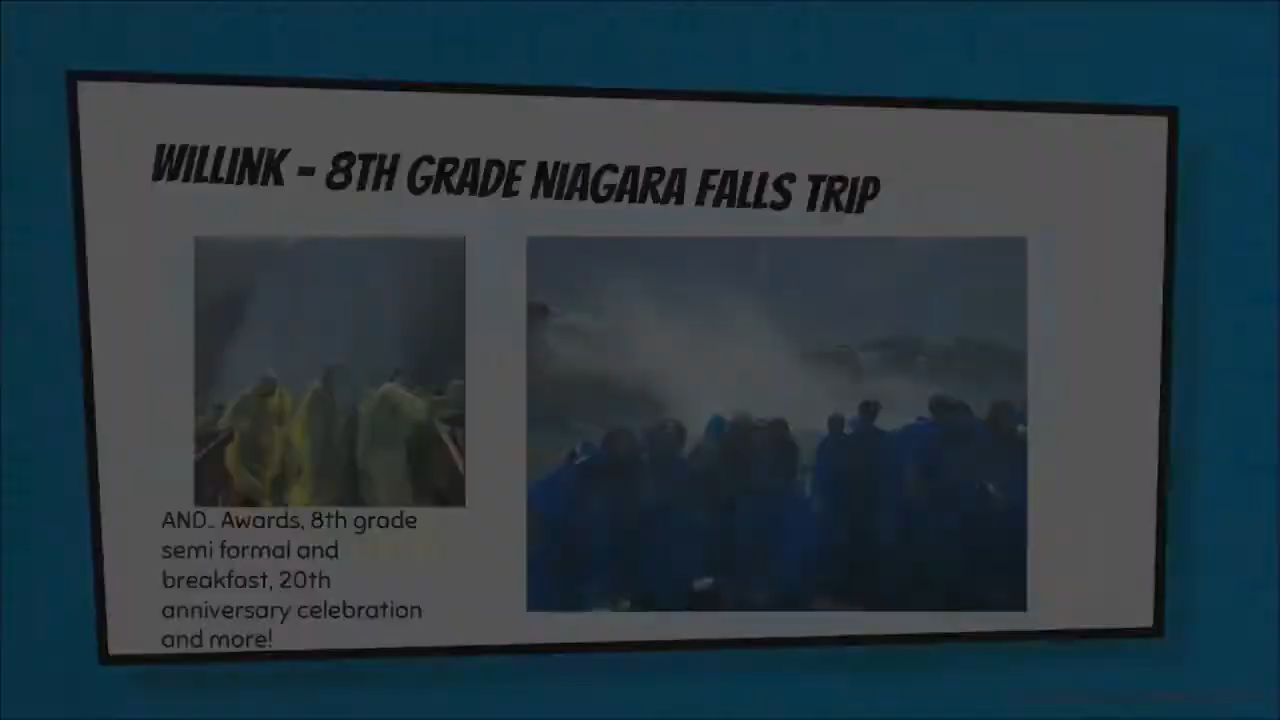 WILLINK - 8TH GRADE NIAGARA FALLS TRIP
AND.. Awards, 8th grade
semi formal and
breakfast, 20th
anniversary celebration
and more!